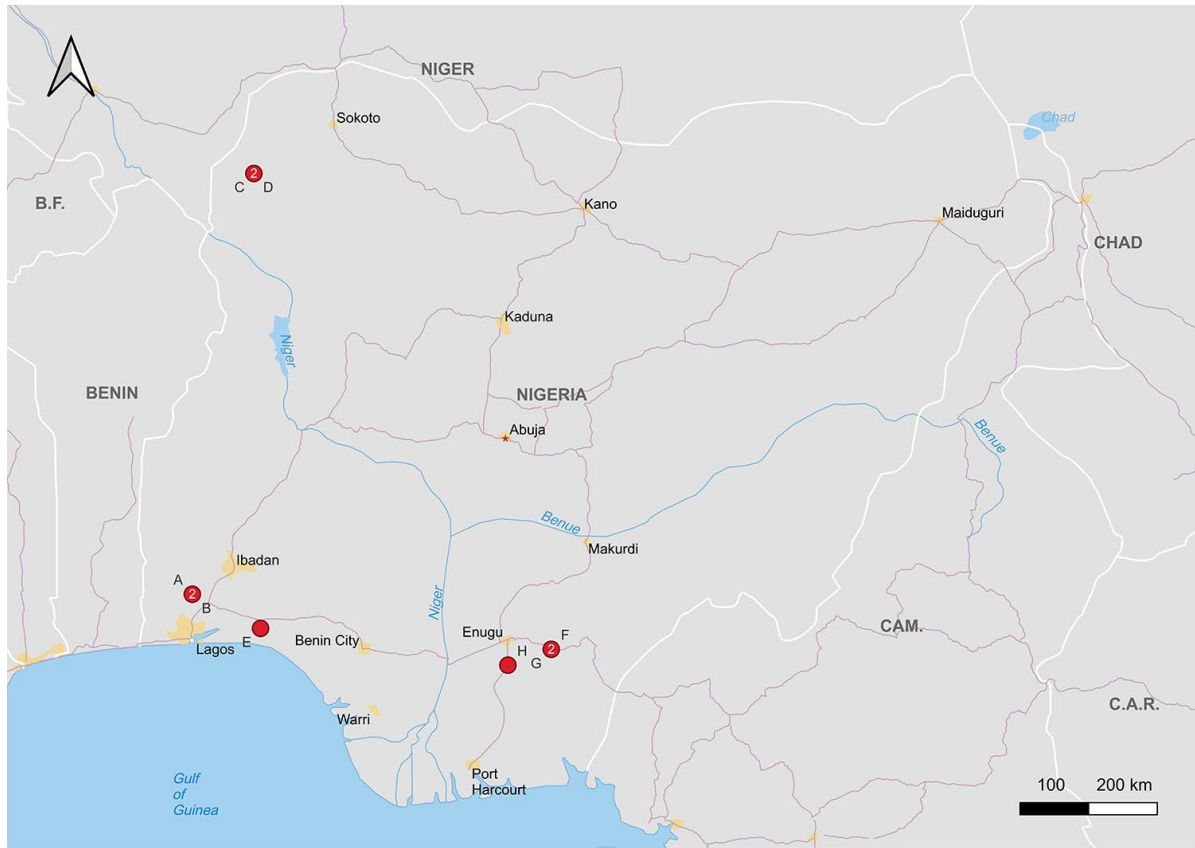 NIGER
Sokoto
Chad
2
C D
B.F.
Kano
Maiduguri
CHAD
Kaduna
Niger
BENIN
NIGERIA
Abuja
Benue
Benue
Makurdi
Ibadan
A
2
B
Niger
E
Lagos
Benin City
Enugu
F
H
2
G
CAM.
C.A.R.
Warri
Port
Harcourt
Gulf
of
Guinea
100 200 km